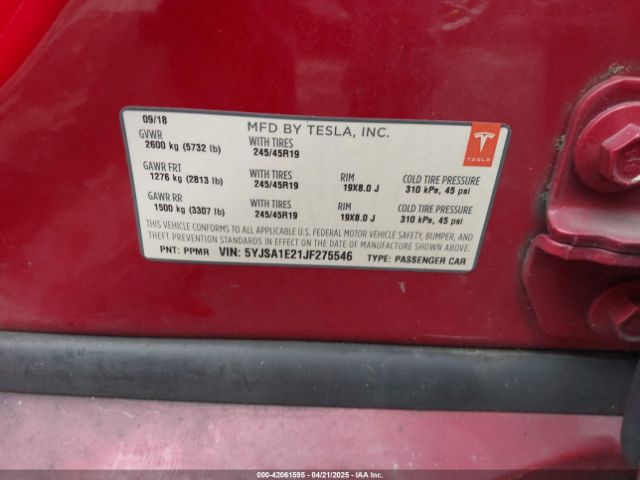 09/18
MFD BY TESLA, INC.
GVWR
2600 kg (5732 lb)
WITH TIRES
245/45R19
TESLA
GAWR FRT
1276 kg (2813 lb)
WITH TIRES
245/45R19
RIM
19X8.0 J
COLD TIRE PRESSURE
310 kPa, 45 psi
GAWR RR
1500 kg (3307 lb)
WITH TIRES
245/45R19
RIM
19X8.0 J
COLD TIRE PRESSURE
310 kPa, 45 psi
THIS VEHICLE CONFORMS TO ALL APPLICABLE U.S. FEDERAL MOTOR VEHICLE SAFETY, BUMPER, AND
THEFT PREVENTION STANDARDS IN EFFECT ON THE DATE OF MANUFACTURE SHOWN ABOVE.
PNT: PPMR VIN: 5YJSA1E21JF275546 TYPE: PASSENGER CAR
000-42061595 - 04/21/2025 - IAAI.COM